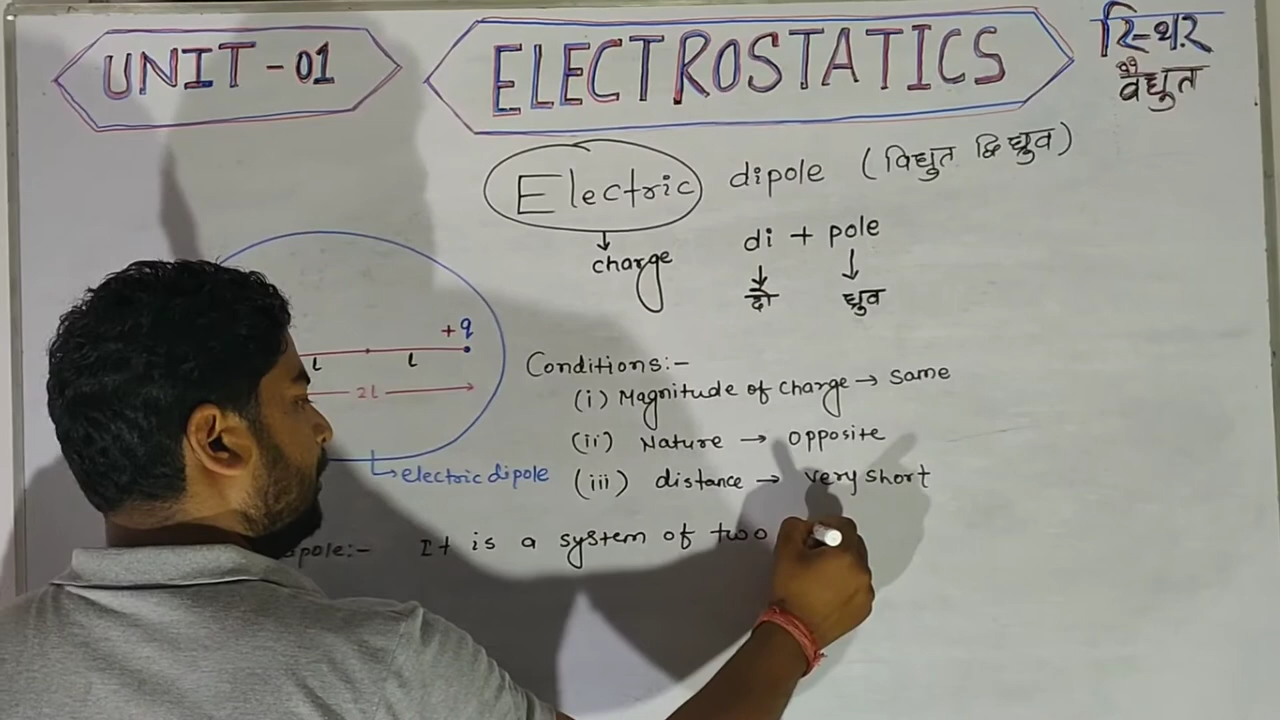 UNIT-01
ELECTROSTATICS
स्थिर
वैद्युत
Electric dipole (विद्युत द्विध्रुव)
charge
di + pole
दो
ध्रुव
+q
l
l
2l
electric dipole
Conditions:-
(i) Magnitude of charge → same
(ii) Nature → opposite
(iii) distance → very short
pole:- It is a system of two